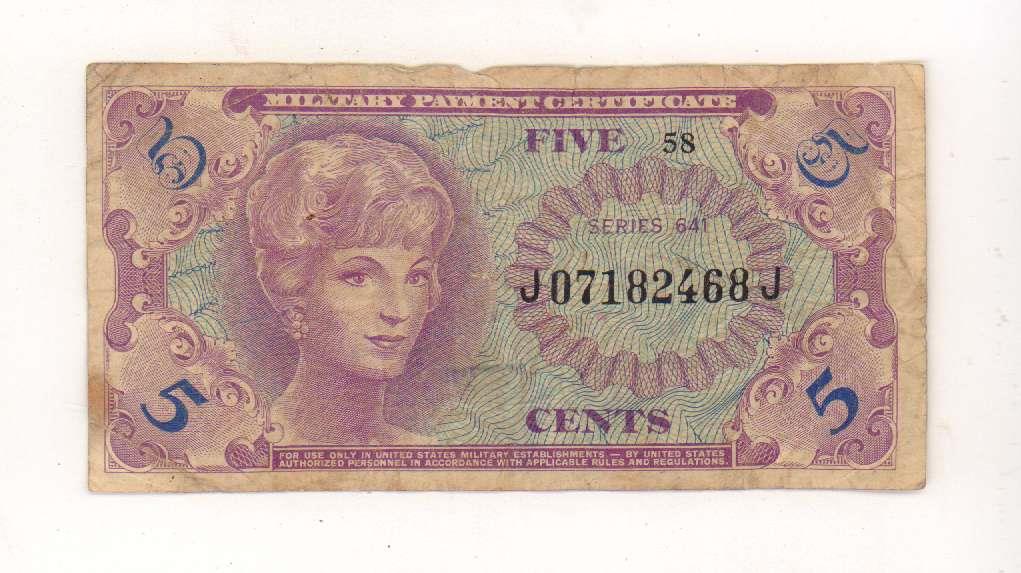 MILITARY PAYMENT CERTIFICATE
5
FIVE 58
5
SERIES 641
J07182468J
5
CENTS
5
FOR USE ONLY IN UNITED STATES MILITARY ESTABLISHMENTS — BY UNITED STATES
AUTHORIZED PERSONNEL IN ACCORDANCE WITH APPLICABLE RULES AND REGULATIONS.